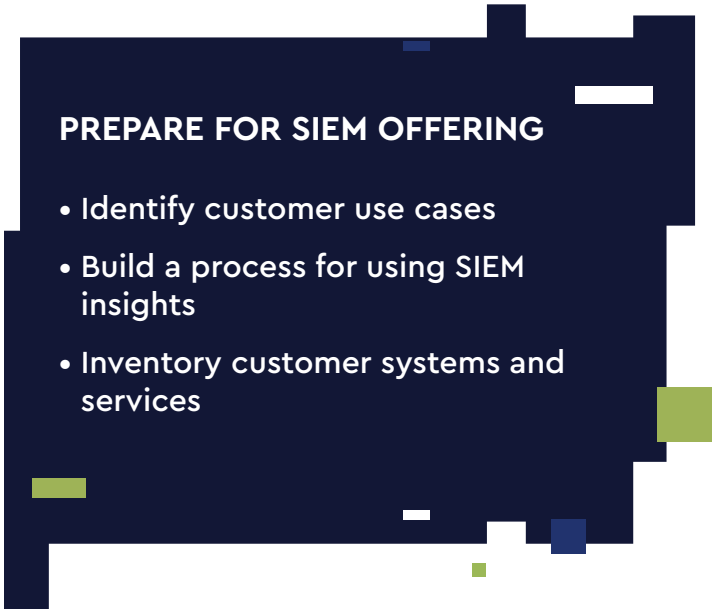 PREPARE FOR SIEM OFFERING
• Identify customer use cases
• Build a process for using SIEM
insights
• Inventory customer systems and
services